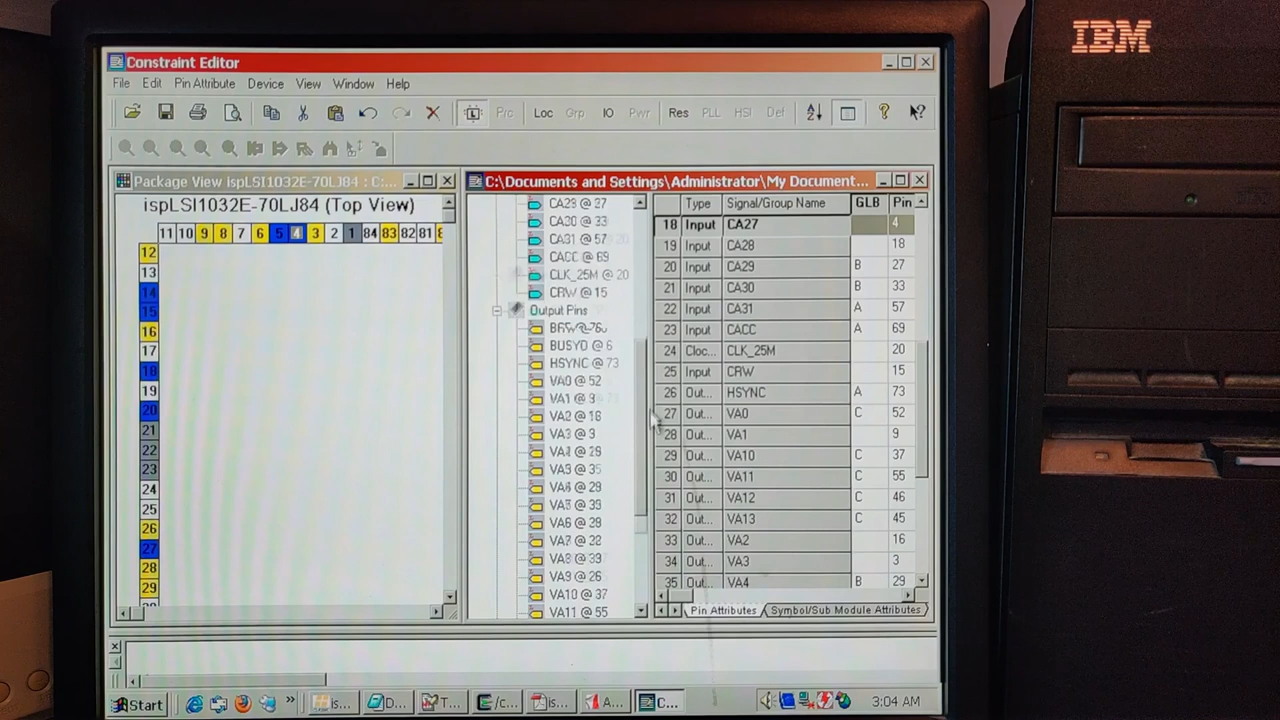 IBM
Constraint Editor
File Edit Pin Attribute Device View Window Help
Prc Loc Grp IO Pwr Res PLL HSI Def
Package View ispLSI1032E-70LJ84 : C:...
ispLSI1032E-70LJ84 (Top View)
11 10 9 8 7 6 5 4 3 2 1 84 83 82 81
12
13
14
15
16
17
18
19
20
21
22
23
24
25
26
27
28
29
C:\Documents and Settings\Administrator\My Document...
CA29 @ 27
CA30 @ 33
CA31 @ 57
CACC @ 69
CLK_25M @ 20
CRW @ 15
Output Pins
BUSYD @ 6
HSYNC @ 73
VA0 @ 52
VA1 @ 9
VA2 @ 16
VA3 @ 3
VA10 @ 37
VA11 @ 55
Type Signal/Group Name GLB Pin
18 Input CA27 4
19 Input CA28 18
20 Input CA29 B 27
21 Input CA30 B 33
22 Input CA31 A 57
23 Input CACC A 69
24 Cloc... CLK_25M 20
25 Input CRW 15
26 Out... HSYNC A 73
27 Out... VA0 C 52
28 Out... VA1 9
29 Out... VA10 C 37
30 Out... VA11 C 55
31 Out... VA12 C 46
32 Out... VA13 C 45
33 Out... VA2 16
34 Out... VA3 3
35 Out... VA4 B 29
Pin Attributes Symbol/Sub Module Attributes
Start » is... D... T... /c... is... A... C... 3:04 AM